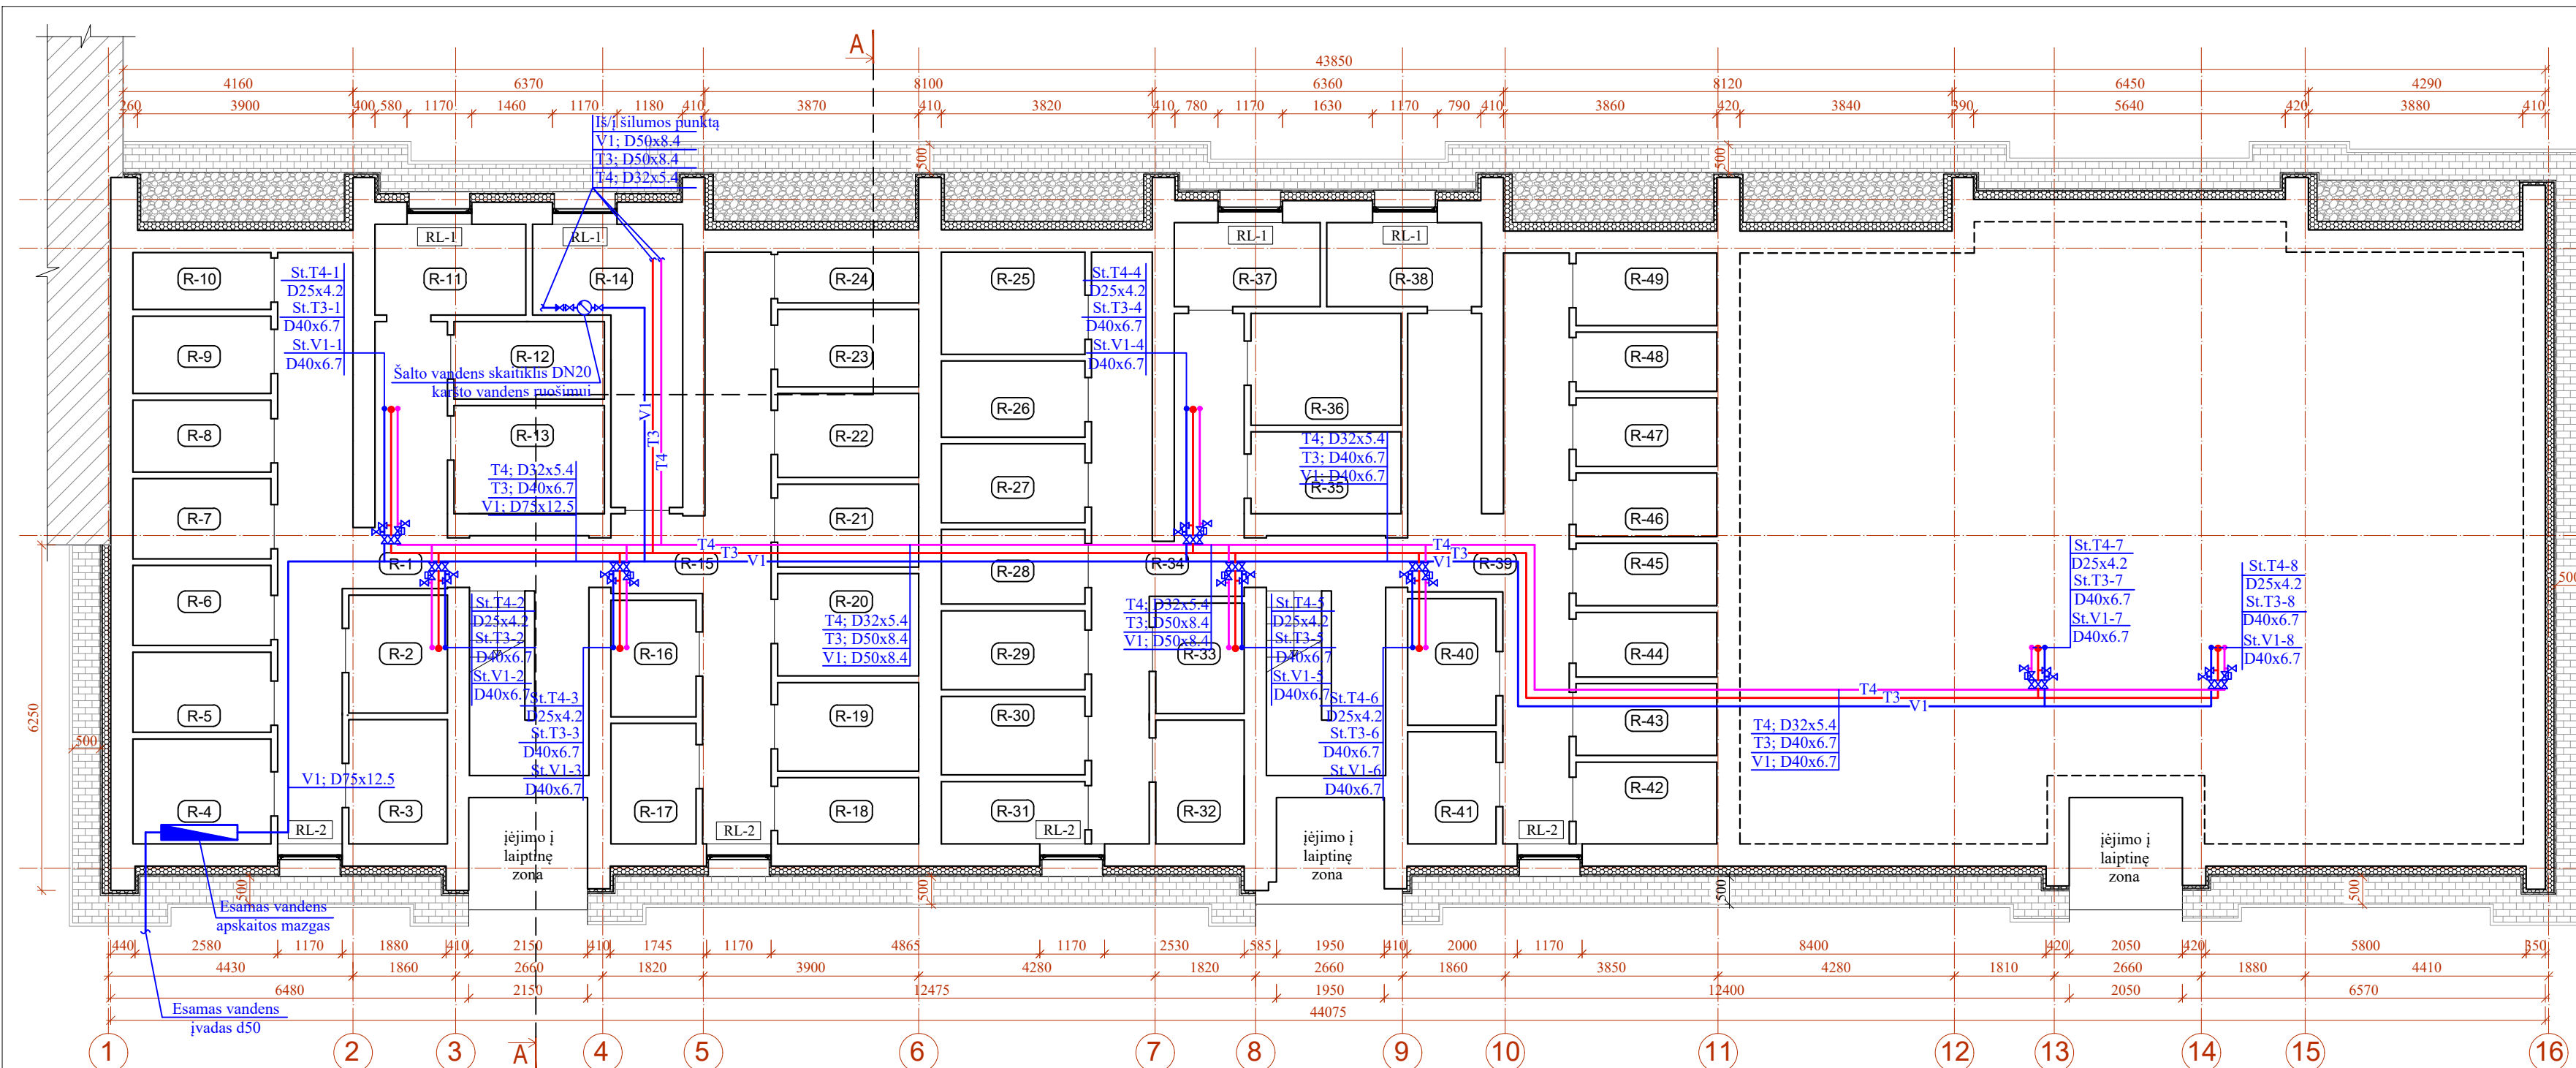 A
43850
4160 6370 8100 6360 8120 6450 4290
260 3900 400 580 1170 1460 1170 1180 410 3870 410 3820 410 780 1170 1630 1170 790 410 3860 420 3840 390 5640 420 3880 410
Iš/į šilumos punktą
V1; D50x8.4
T3; D50x8.4
T4; D32x5.4
500 500
RL-1 RL-1 RL-1 RL-1
R-10 R-11 R-14 R-24 R-25 R-37 R-38 R-49
St.T4-1
D25x4.2
St.T3-1
D40x6.7
St.V1-1
D40x6.7
St.T4-4
D25x4.2
St.T3-4
D40x6.7
St.V1-4
D40x6.7
R-9 R-12 R-23 R-48
Šalto vandens skaitiklis DN20
karšto vandens ruošimui
R-8 R-13 R-22 R-26 R-36 R-47
V1 T3 T4
T4; D32x5.4
T3; D40x6.7
V1; D75x12.5
T4; D32x5.4
T3; D40x6.7
V1; D40x6.7
R-7 R-21 R-27 R-35 R-46
T4 T3 V1 T4 T3 V1
R-1 R-15 R-28 R-34 R-39 R-45
R-6 R-20
St.T4-2
D25x4.2
St.T3-2
D40x6.7
St.V1-2
D40x6.7
T4; D32x5.4
T3; D50x8.4
V1; D50x8.4
T4; D32x5.4
T3; D50x8.4
V1; D50x8.4
St.T4-5
D25x4.2
St.T3-5
D40x6.7
St.V1-5
D40x6.7
St.T4-7
D25x4.2
St.T3-7
D40x6.7
St.V1-7
D40x6.7
St.T4-8
D25x4.2
St.T3-8
D40x6.7
St.V1-8
D40x6.7
500
R-2 R-16 R-29 R-33 R-40 R-44
St.T4-3
D25x4.2
St.T3-3
D40x6.7
St.V1-3
D40x6.7
St.T4-6
D25x4.2
St.T3-6
D40x6.7
St.V1-6
D40x6.7
T4 T3 V1
T4; D32x5.4
T3; D40x6.7
V1; D40x6.7
6250
500
R-5 R-19 R-30 R-43
V1; D75x12.5
R-4 R-3 R-17 R-18 R-31 R-32 R-41 R-42
RL-2 RL-2 RL-2 RL-2
įėjimo į
laiptinę
zona
įėjimo į
laiptinę
zona
įėjimo į
laiptinę
zona
500 500 500 500
Esamas vandens
apskaitos mazgas
440 2580 1170 1880 410 2150 410 1745 1170 4865 1170 2530 585 1950 410 2000 1170 8400 420 2050 420 5800 350
4430 1860 2660 1820 3900 4280 1820 2660 1860 3850 4280 1810 2660 1880 4410
6480 2150 12475 1950 12400 2050 6570
Esamas vandens
įvadas d50
44075
A
1 2 3 4 5 6 7 8 9 10 11 12 13 14 15 16